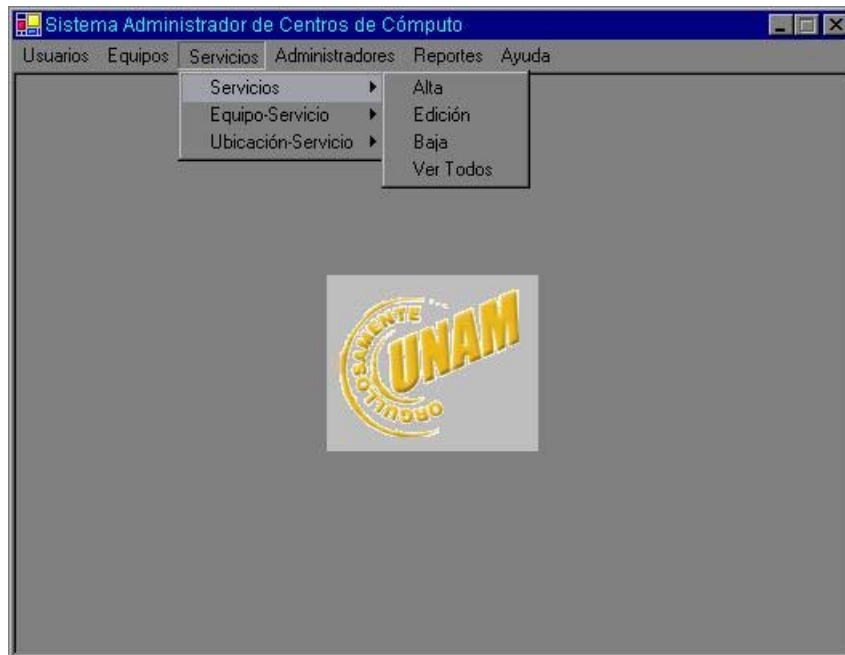 Sistema Administrador de Centros de Cómputo
Usuarios Equipos Servicios Administradores Reportes Ayuda
Servicios Alta
Equipo-Servicio Edición
Ubicación-Servicio Baja
Ver Todos
ORGULLOSAMENTE
UNAM